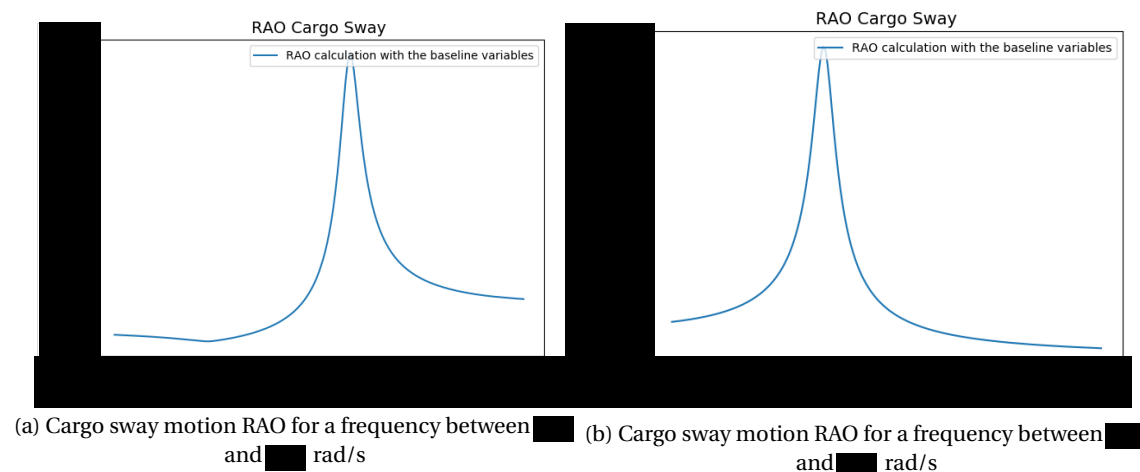 RAO Cargo Sway
RAO calculation with the baseline variables
RAO Cargo Sway
RAO calculation with the baseline variables
(a) Cargo sway motion RAO for a frequency between
and rad/s
(b) Cargo sway motion RAO for a frequency between
and rad/s